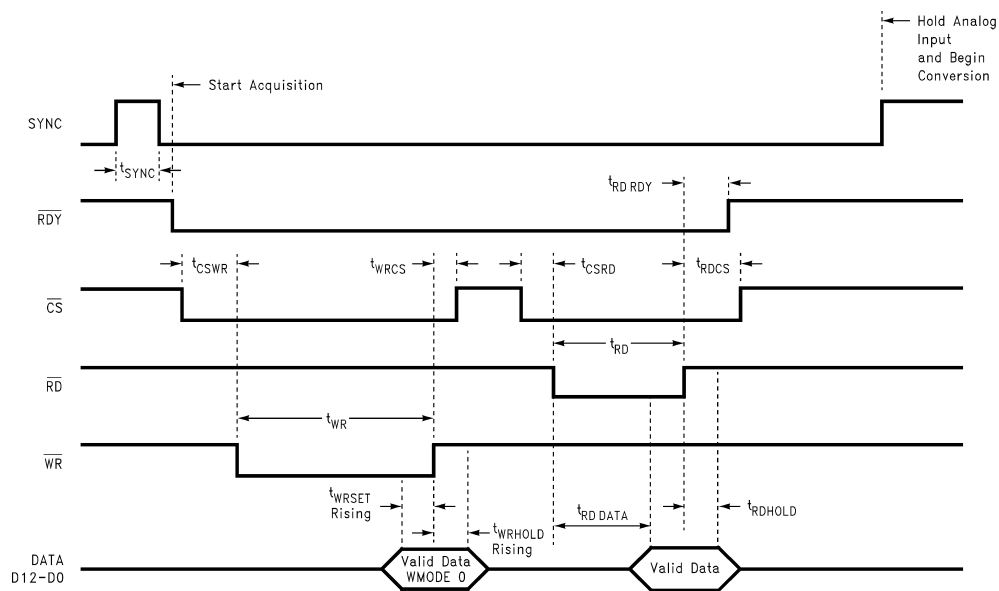 Hold Analog
Input
and Begin
Conversion
Start Acquisition
SYNC
tSYNC
tRD RDY
RDY
tCSWR
tWRCS
tCSRD
tRDCS
CS
tRD
RD
tWR
WR
tWRSET
Rising
tWRHOLD
Rising
tRD DATA
tRDHOLD
DATA
D12-D0
Valid Data
WMODE 0
Valid Data